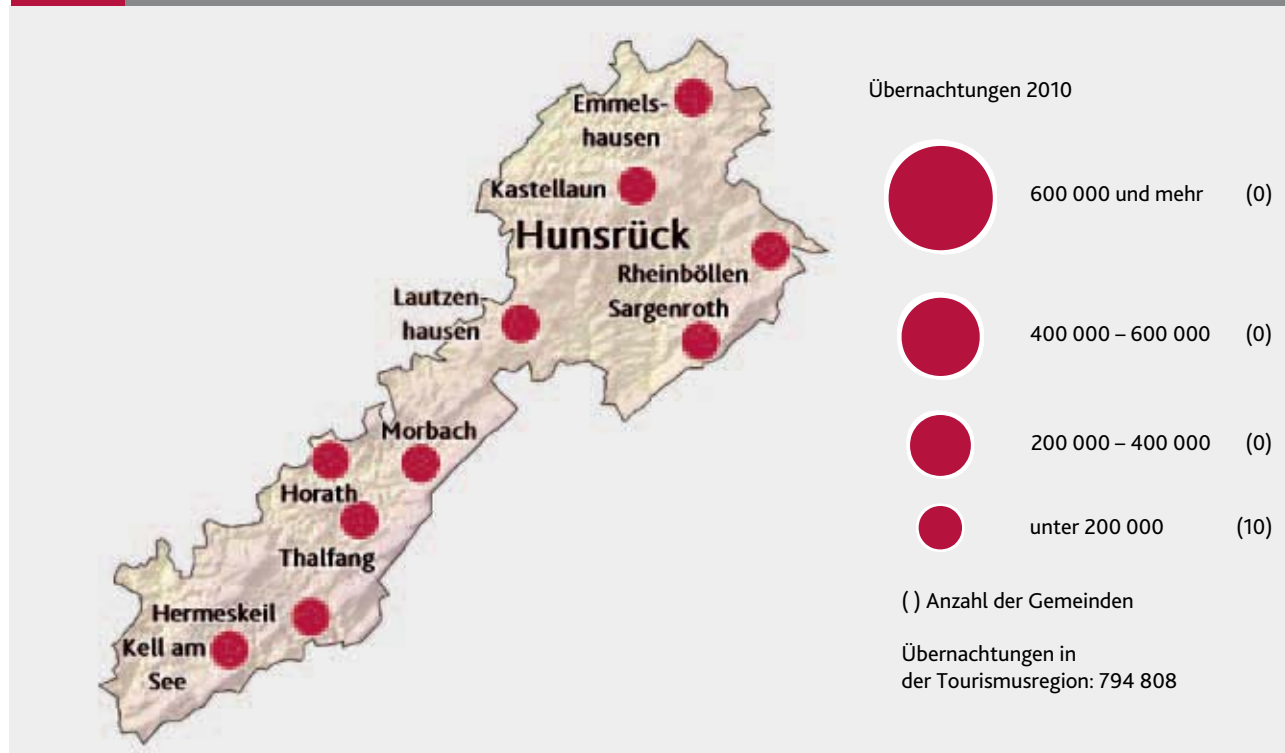 Emmels-
hausen
Kastellaun
Hunsrück
Rheinböllen
Lautzen-
hausen
Sargenroth
Morbach
Horath
Thalfang
Hermeskeil
Kell am
See
Übernachtungen 2010
600 000 und mehr (0)
400 000 – 600 000 (0)
200 000 – 400 000 (0)
unter 200 000 (10)
( ) Anzahl der Gemeinden
Übernachtungen in
der Tourismusregion: 794 808